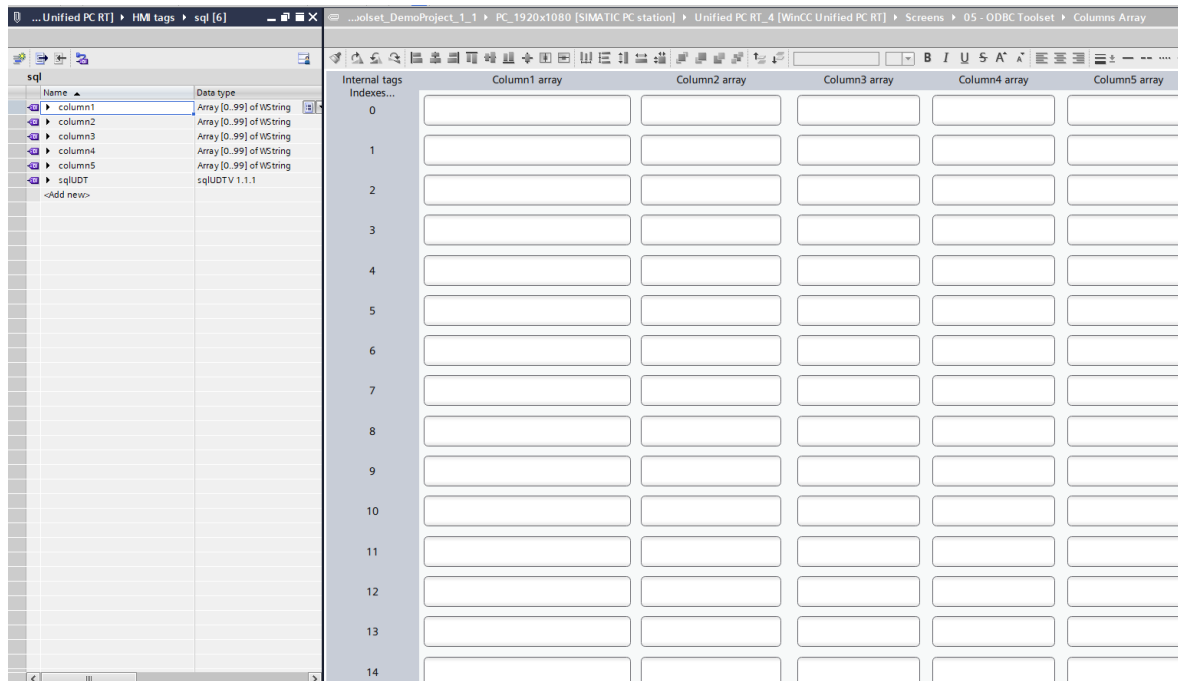 ...Unified PC RT] ▸ HMI tags ▸ sql [6]
...olset_DemoProject_1_1 ▸ PC_1920x1080 [SIMATIC PC station] ▸ Unified PC RT_4 [WinCC Unified PC RT] ▸ Screens ▸ 05 - ODBC Toolset ▸ Columns Array
B I U S A A
sql
Name Data type
column1 Array [0..99] of WString
column2 Array [0..99] of WString
column3 Array [0..99] of WString
column4 Array [0..99] of WString
column5 Array [0..99] of WString
sqlUDT sqlUDT V 1.1.1
<Add new>
Internal tags Column1 array Column2 array Column3 array Column4 array Column5 array
Indexes...
0
1
2
3
4
5
6
7
8
9
10
11
12
13
14